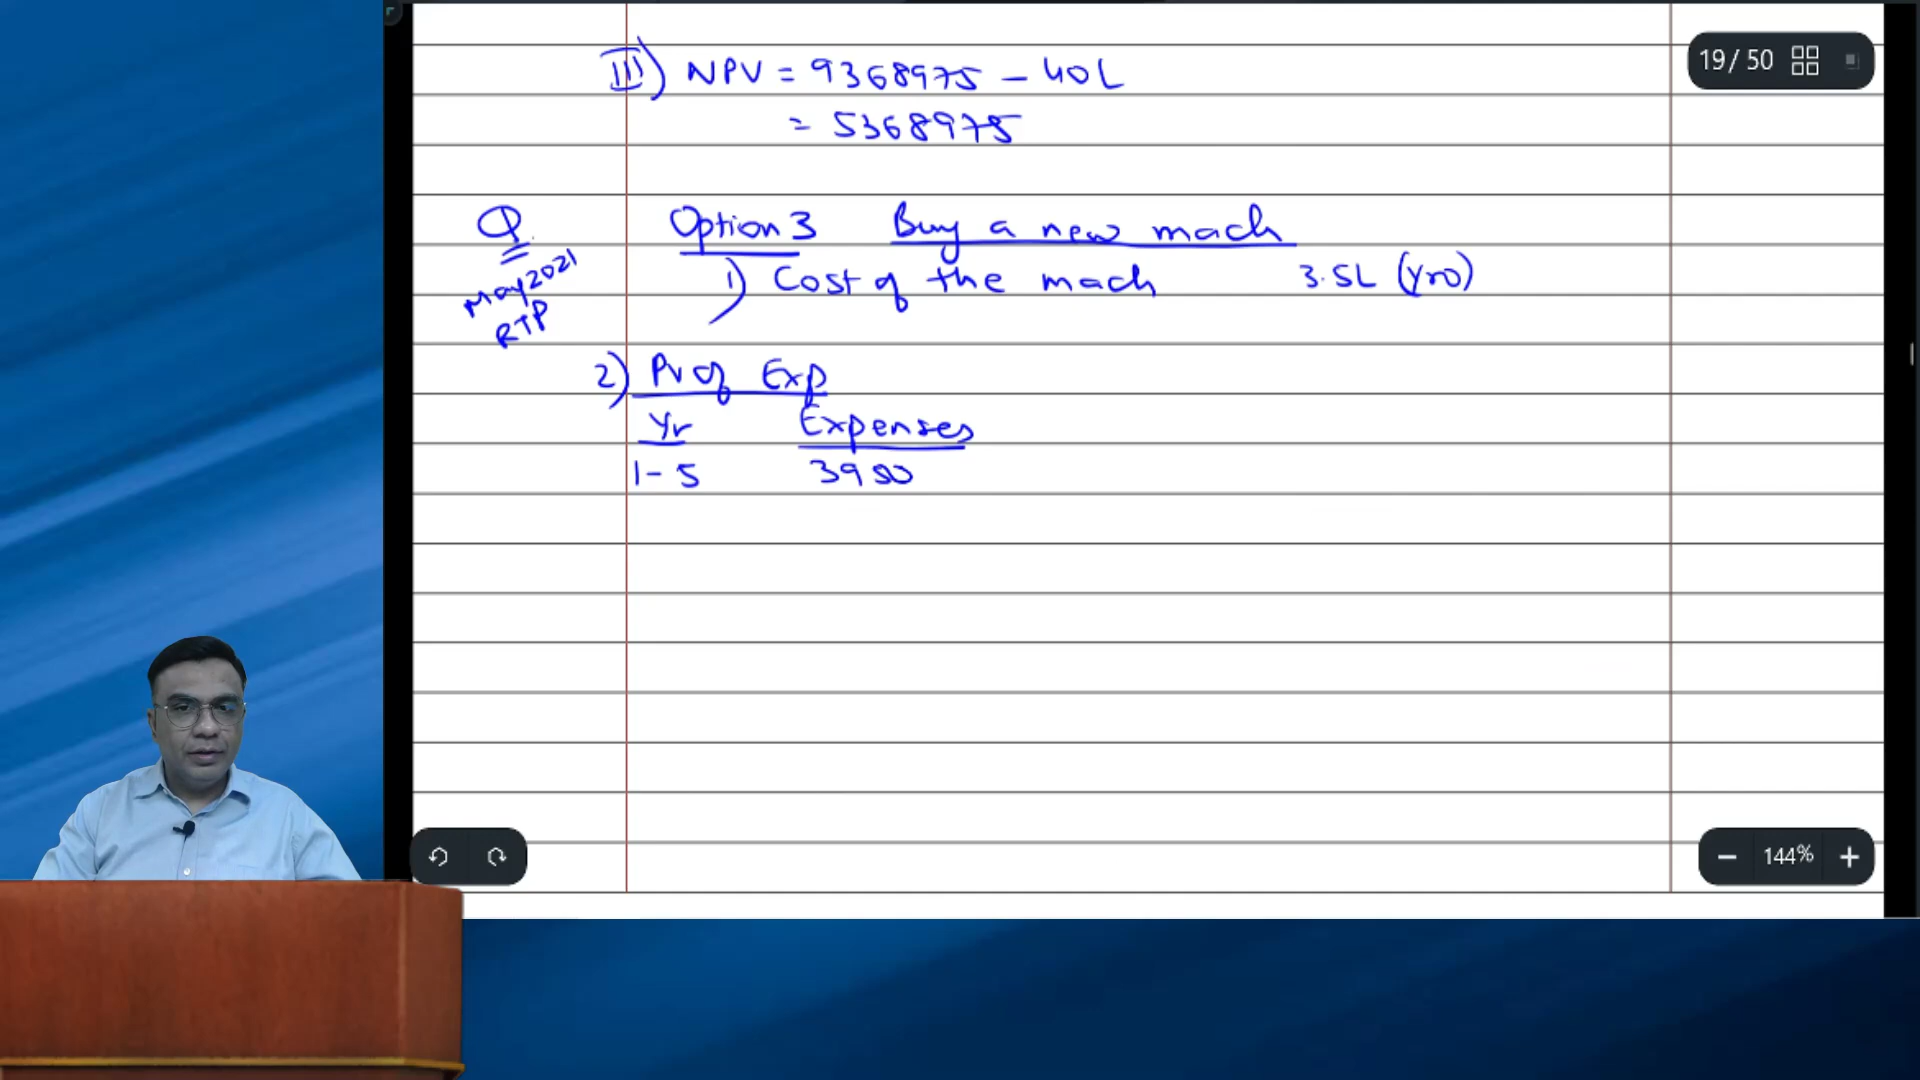 19 / 50
III) NPV = 9368975 - 40L
= 5368975
Q
May 2021
RTP
Option 3 Buy a new mach
1) Cost of the mach 3.5L (yr0)
2) PV of Exp
Yr Expenses
1-5 3950
144%